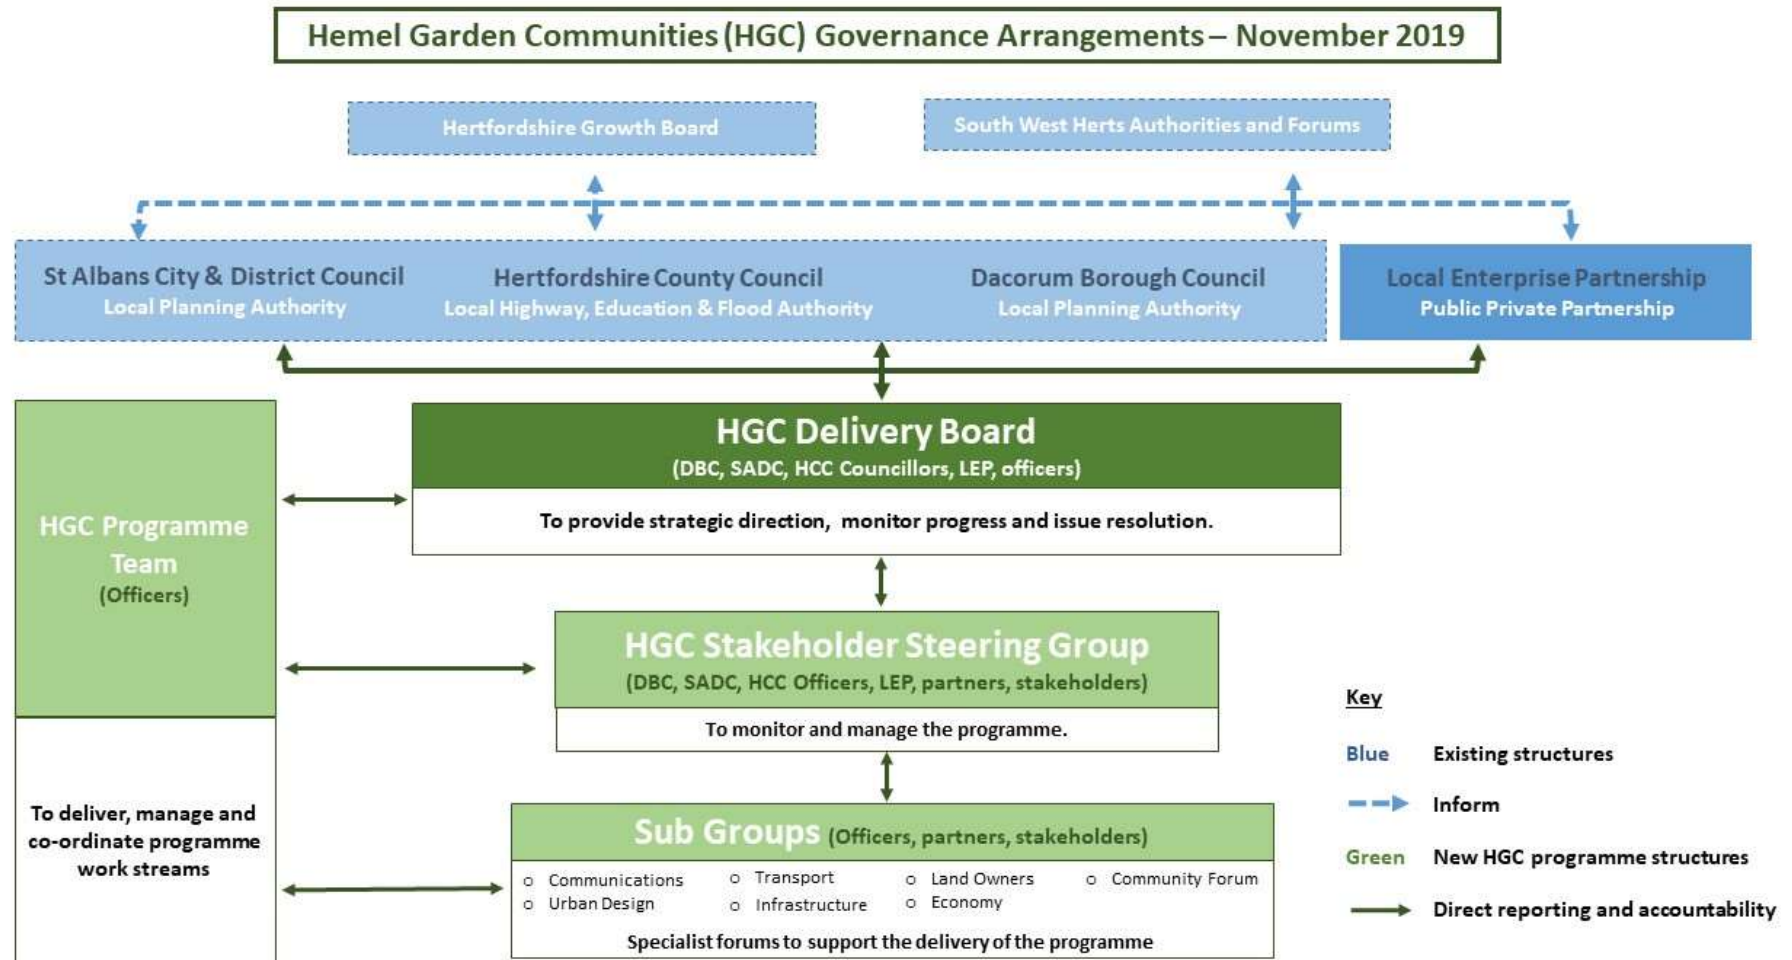 Hemel Garden Communities (HGC) Governance Arrangements – November 2019
Hertfordshire Growth Board
South West Herts Authorities and Forums
St Albans City & District Council
Local Planning Authority
Hertfordshire County Council
Local Highway, Education & Flood Authority
Dacorum Borough Council
Local Planning Authority
Local Enterprise Partnership
Public Private Partnership
HGC Programme
Team
(Officers)
To deliver, manage and
co-ordinate programme
work streams
HGC Delivery Board
(DBC, SADC, HCC Councillors, LEP, officers)
To provide strategic direction, monitor progress and issue resolution.
HGC Stakeholder Steering Group
(DBC, SADC, HCC Officers, LEP, partners, stakeholders)
To monitor and manage the programme.
Sub Groups (Officers, partners, stakeholders)
o Communications
o Urban Design
o Transport
o Infrastructure
o Land Owners
o Economy
o Community Forum
Specialist forums to support the delivery of the programme
Key
Blue Existing structures
Inform
Green New HGC programme structures
Direct reporting and accountability